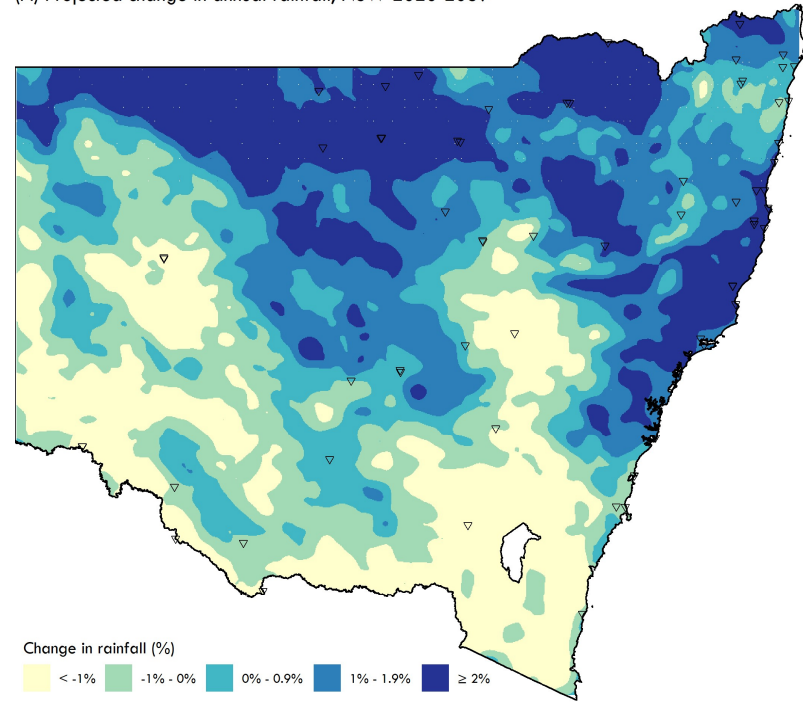 Change in rainfall (%)
< -1% -1% - 0% 0% - 0.9% 1% - 1.9% ≥ 2%